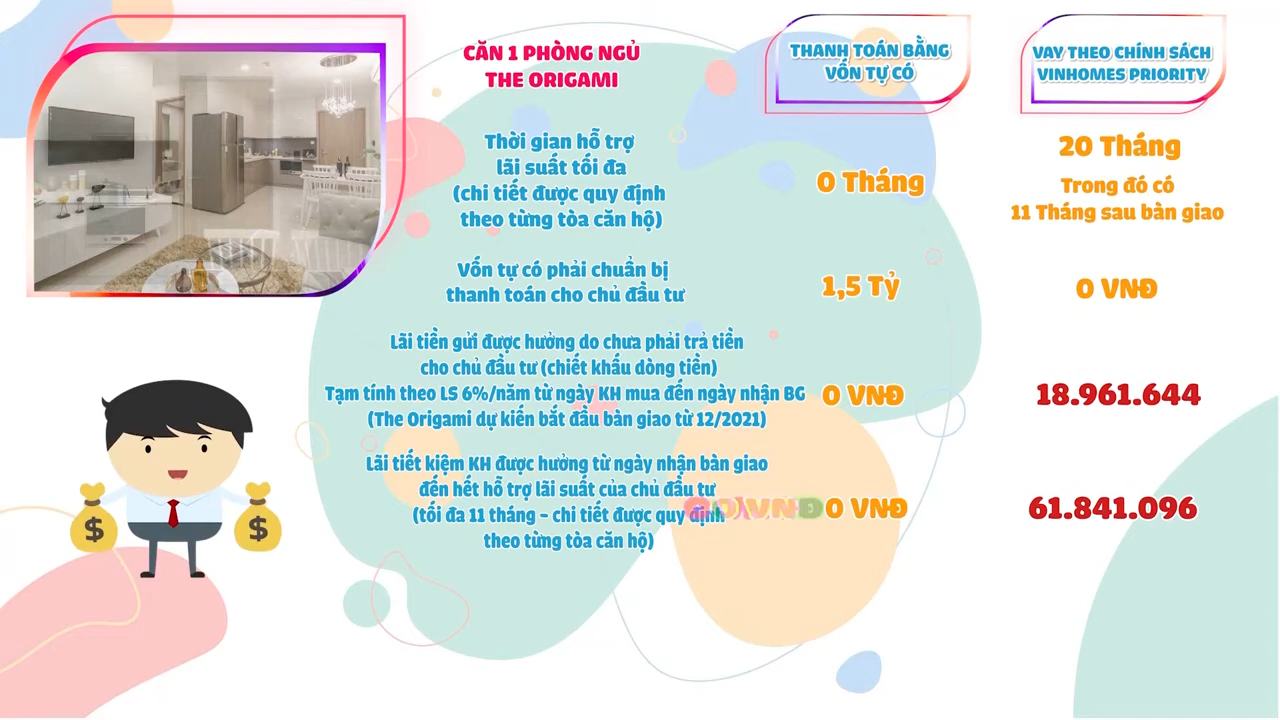 CĂN 1 PHÒNG NGỦ
THE ORIGAMI
THANH TOÁN BẰNG
VỐN TỰ CÓ
VAY THEO CHÍNH SÁCH
VINHOMES PRIORITY
Thời gian hỗ trợ
lãi suất tối đa
(chi tiết được quy định
theo từng tòa căn hộ)
0 Tháng
20 Tháng
Trong đó có
11 Tháng sau bàn giao
Vốn tự có phải chuẩn bị
thanh toán cho chủ đầu tư
1,5 Tỷ
0 VNĐ
Lãi tiền gửi được hưởng do chưa phải trả tiền
cho chủ đầu tư (chiết khấu dòng tiền)
Tạm tính theo LS 6%/năm từ ngày KH mua đến ngày nhận BG
(The Origami dự kiến bắt đầu bàn giao từ 12/2021)
0 VNĐ
18.961.644
Lãi tiết kiệm KH được hưởng từ ngày nhận bàn giao
đến hết hỗ trợ lãi suất của chủ đầu tư
(tối đa 11 tháng - chi tiết được quy định
theo từng tòa căn hộ)
0 VNĐ
61.841.096
$
$